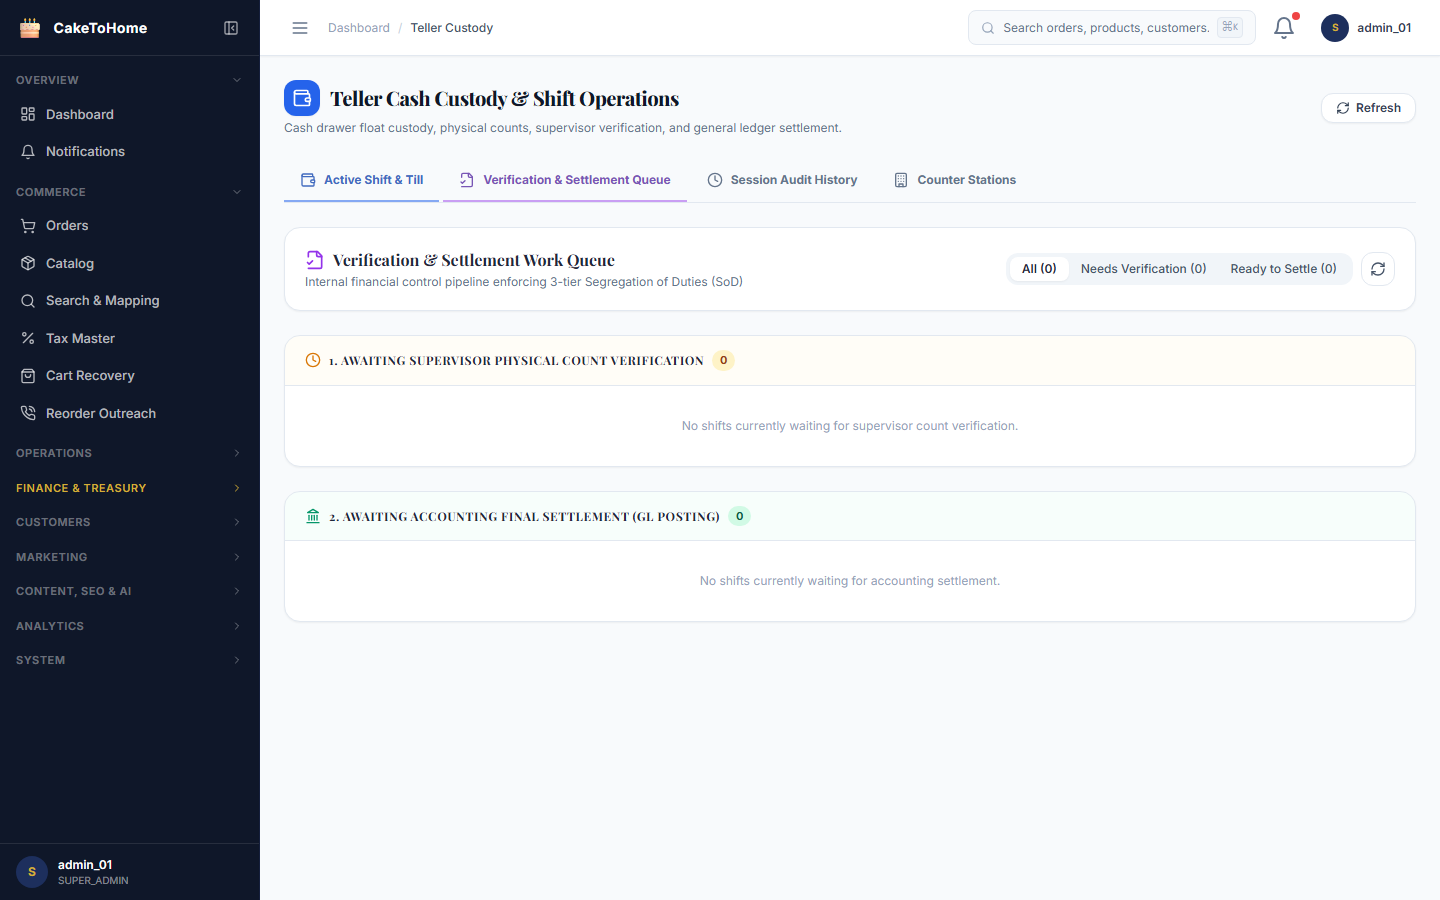 CakeToHome
Dashboard / Teller Custody
Search orders, products, customers.
⌘K
S
admin_01
OVERVIEW
Dashboard
Notifications
COMMERCE
Orders
Catalog
Search & Mapping
Tax Master
Cart Recovery
Reorder Outreach
OPERATIONS
FINANCE & TREASURY
CUSTOMERS
MARKETING
CONTENT, SEO & AI
ANALYTICS
SYSTEM
S
admin_01
SUPER_ADMIN
Teller Cash Custody & Shift Operations
Cash drawer float custody, physical counts, supervisor verification, and general ledger settlement.
Refresh
Active Shift & Till
Verification & Settlement Queue
Session Audit History
Counter Stations
Verification & Settlement Work Queue
Internal financial control pipeline enforcing 3-tier Segregation of Duties (SoD)
All (0)
Needs Verification (0)
Ready to Settle (0)
1. AWAITING SUPERVISOR PHYSICAL COUNT VERIFICATION 0
No shifts currently waiting for supervisor count verification.
2. AWAITING ACCOUNTING FINAL SETTLEMENT (GL POSTING) 0
No shifts currently waiting for accounting settlement.